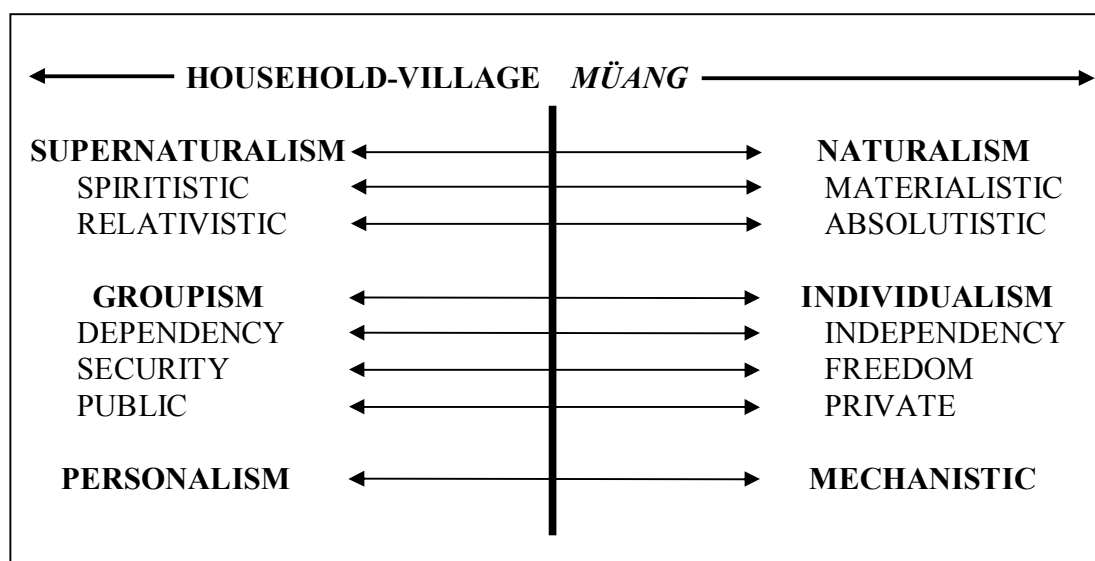 HOUSEHOLD-VILLAGE MÜANG
SUPERNATURALISM NATURALISM
SPIRITISTIC MATERIALISTIC
RELATIVISTIC ABSOLUTISTIC
GROUPISM INDIVIDUALISM
DEPENDENCY INDEPENDENCY
SECURITY FREEDOM
PUBLIC PRIVATE
PERSONALISM MECHANISTIC